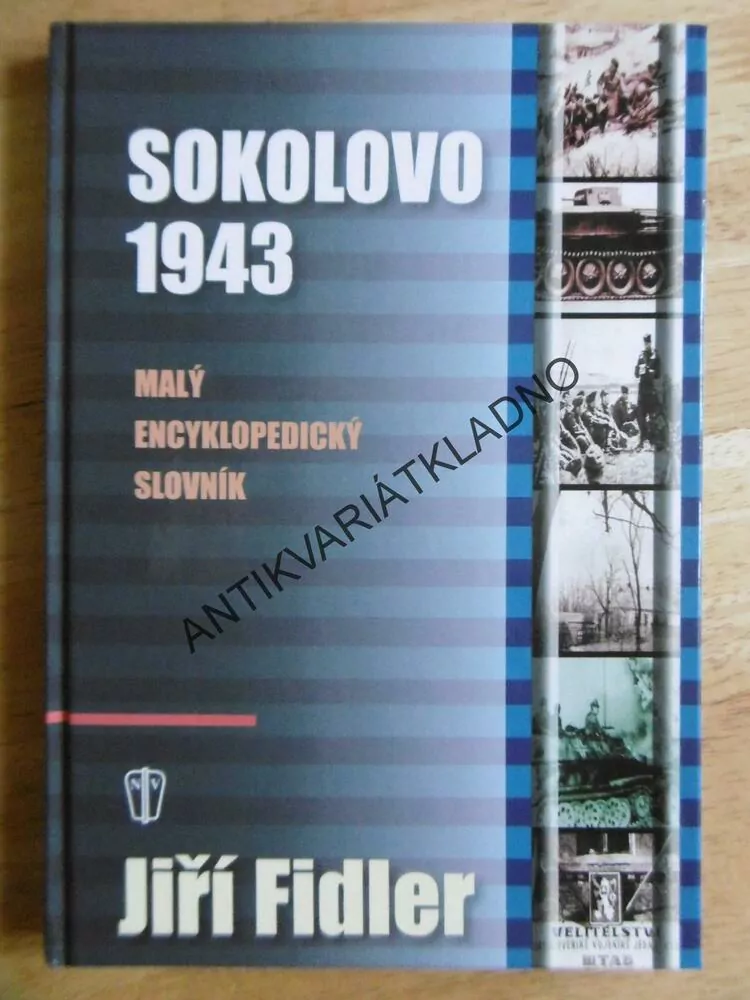 SOKOLOVO
1943
MALÝ
ENCYKLOPEDICKÝ
SLOVNÍK
ANTIKVARIÁTKLADNO
N V
Jiří Fidler
VELITELSTVÍ